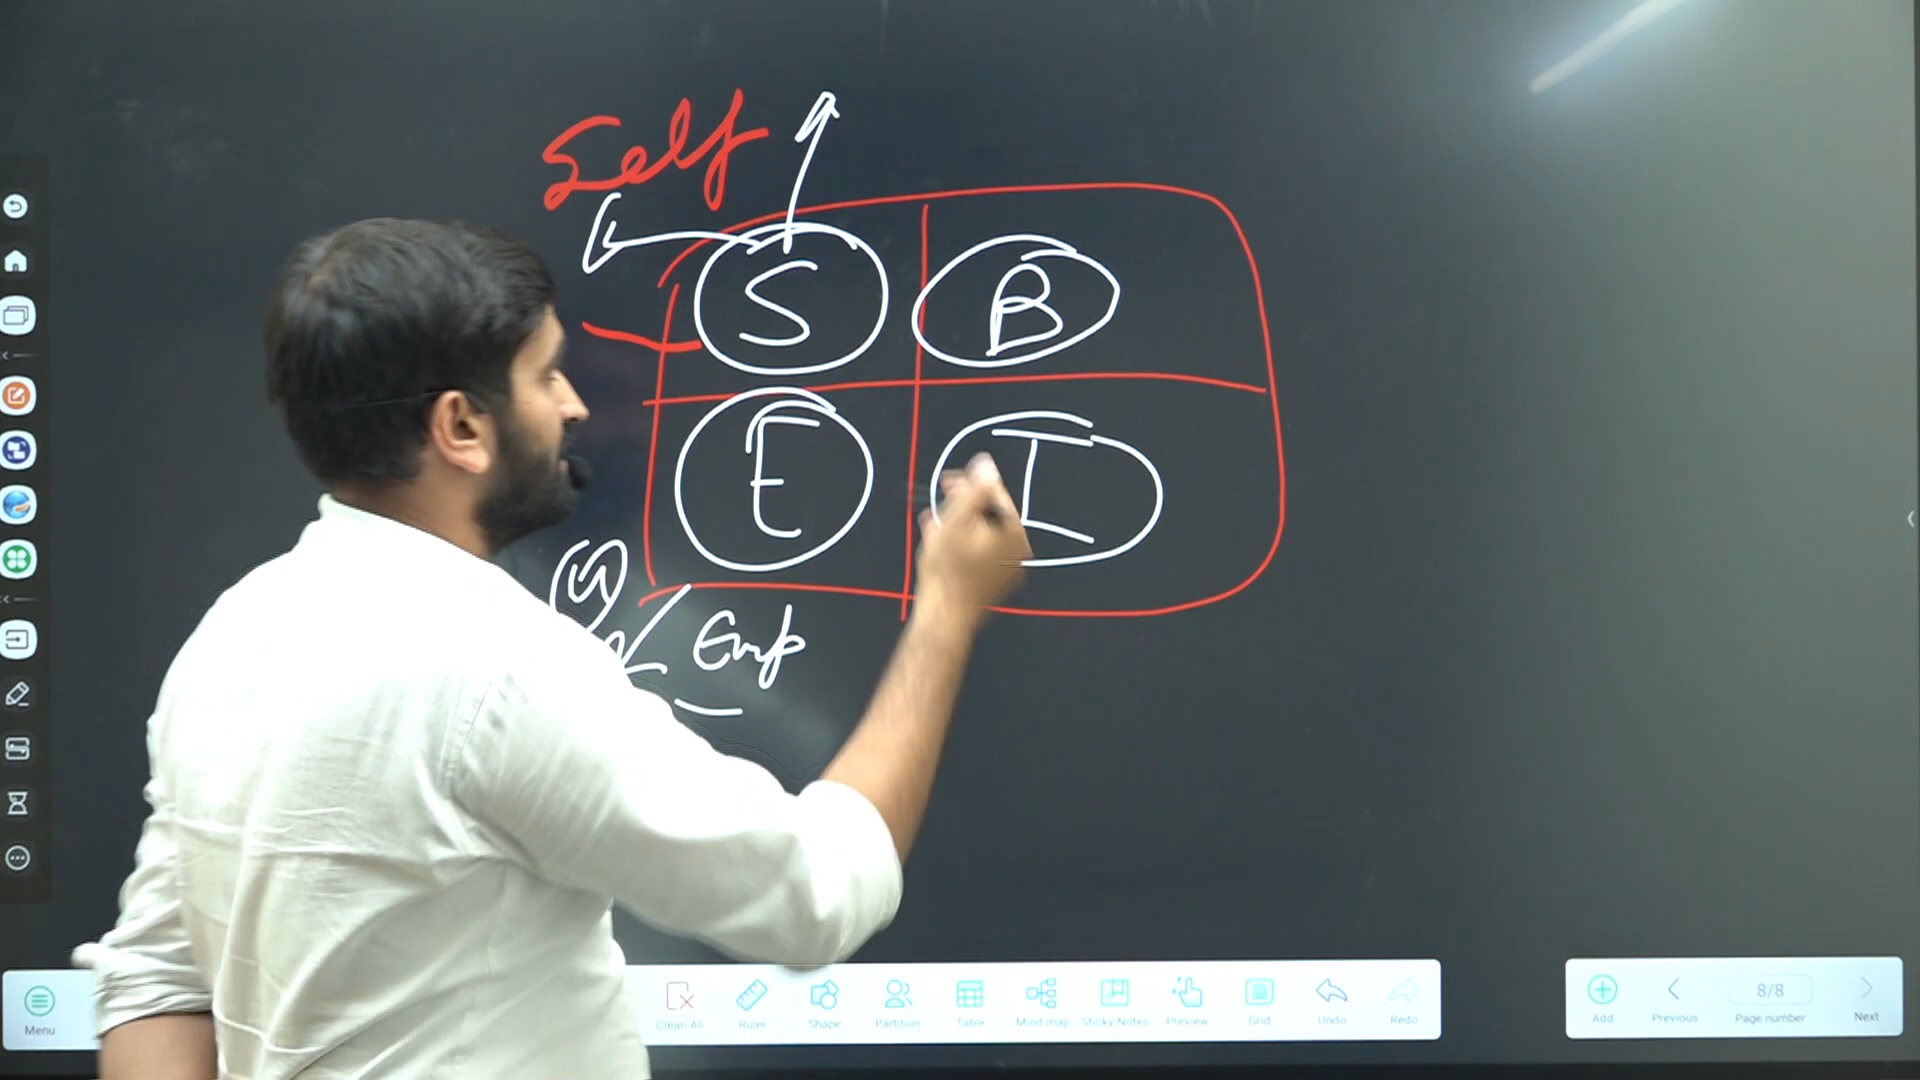 Self
S B
E I
Emp
Menu
Clean All Ruler Shape Partition Table Mind map Sticky Notes Preview Grid Undo Redo
Add Previous 8/8 Page number Next